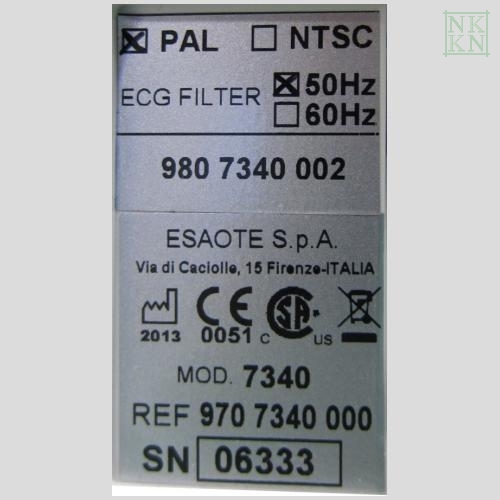 NK
KN
☒ PAL ☐ NTSC
ECG FILTER ☒ 50Hz
☐ 60Hz
980 7340 002
ESAOTE S.p.A.
Via di Caciolle, 15 Firenze-ITALIA
CE SA
2013 0051 C US
MOD. 7340
REF 970 7340 000
SN 06333